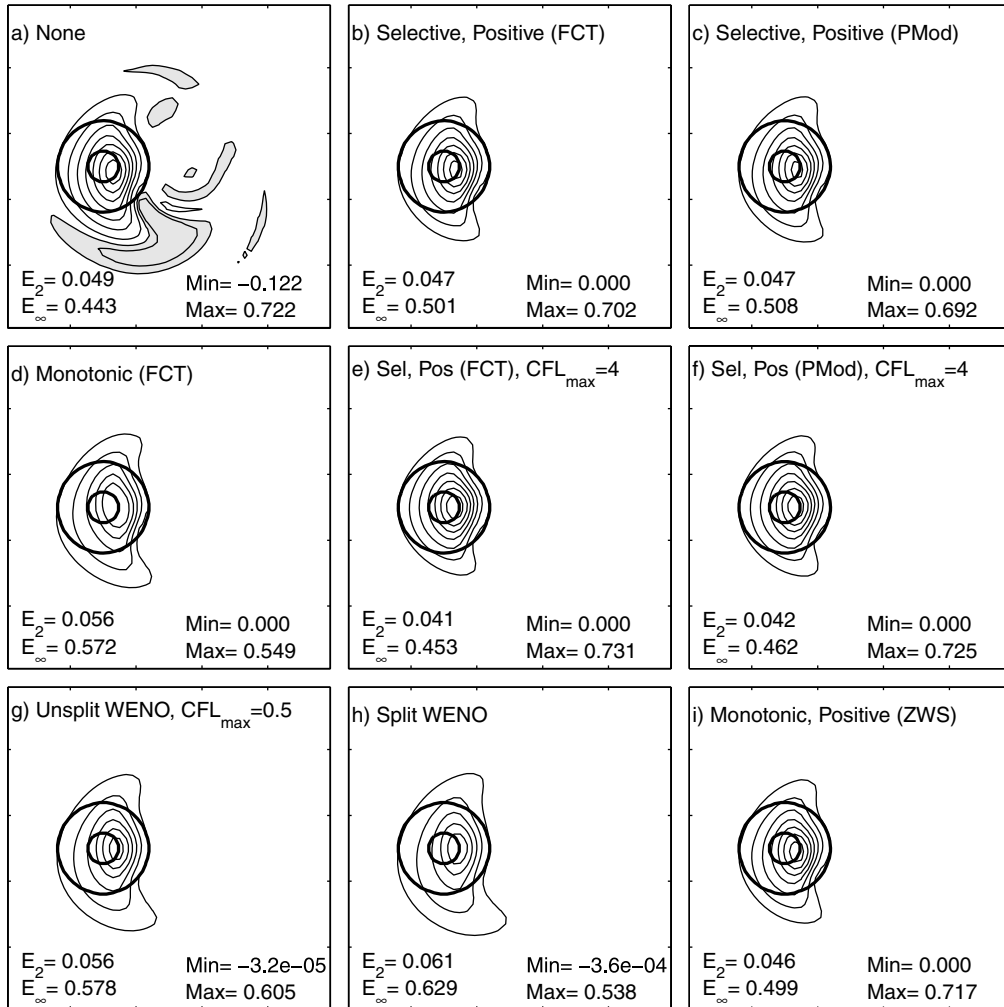 a) None
E2= 0.049 Min= −0.122
E∞= 0.443 Max= 0.722
b) Selective, Positive (FCT)
E2= 0.047 Min= 0.000
E∞= 0.501 Max= 0.702
c) Selective, Positive (PMod)
E2= 0.047 Min= 0.000
E∞= 0.508 Max= 0.692
d) Monotonic (FCT)
E2= 0.056 Min= 0.000
E∞= 0.572 Max= 0.549
e) Sel, Pos (FCT), CFLmax=4
E2= 0.041 Min= 0.000
E∞= 0.453 Max= 0.731
f) Sel, Pos (PMod), CFLmax=4
E2= 0.042 Min= 0.000
E∞= 0.462 Max= 0.725
g) Unsplit WENO, CFLmax=0.5
E2= 0.056 Min= −3.2e−05
E∞= 0.578 Max= 0.605
h) Split WENO
E2= 0.061 Min= −3.6e−04
E∞= 0.629 Max= 0.538
i) Monotonic, Positive (ZWS)
E2= 0.046 Min= 0.000
E∞= 0.499 Max= 0.717